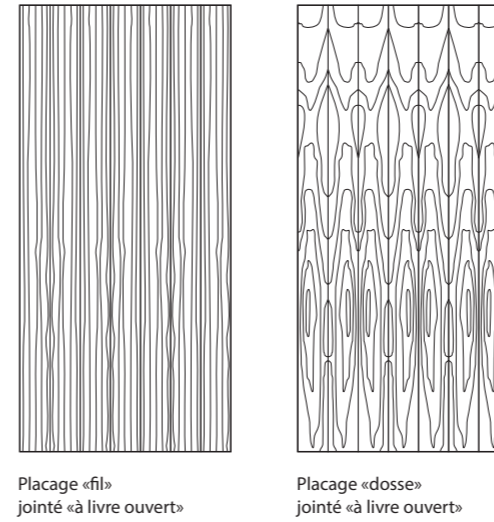 Placage «fil»
jointé «à livre ouvert»
Placage «dosse»
jointé «à livre ouvert»